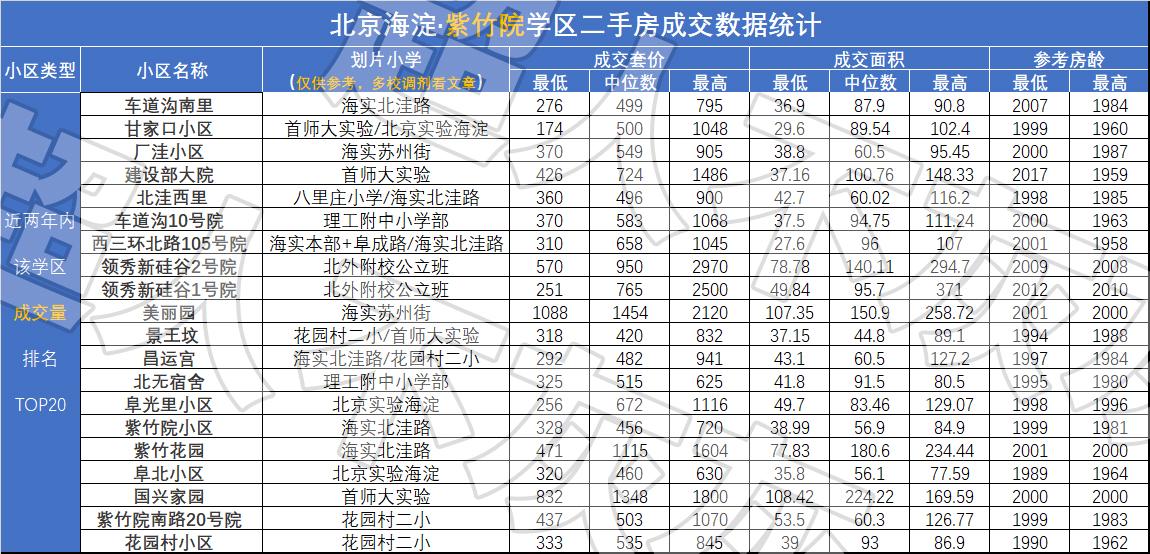 北京海淀·紫竹院学区二手房成交数据统计
小区类型 小区名称 划片小学 (仅供参考，多校调剂看文章) 成交套价 成交面积 参考房龄
最低 中位数 最高 最低 中位数 最高 最低 最高
近两年内
该学区
成交量
排名
TOP20
车道沟南里 海实北洼路 276 499 795 36.9 87.9 90.8 2007 1984
甘家口小区 首师大实验/北京实验海淀 174 500 1048 29.6 89.54 102.4 1999 1960
厂洼小区 海实苏州街 370 549 905 38.8 60.5 95.45 2000 1987
建设部大院 首师大实验 426 724 1486 37.16 100.76 148.33 2017 1959
北洼西里 八里庄小学/海实北洼路 360 496 900 42.7 60.02 116.2 1998 1985
车道沟10号院 理工附中小学部 370 583 1068 37.5 94.75 111.24 2000 1963
西三环北路105号院 海实本部+阜成路/海实北洼路 310 658 1045 27.6 96 107 2001 1958
领秀新硅谷2号院 北外附校公立班 570 950 2970 78.78 140.11 294.7 2009 2008
领秀新硅谷1号院 北外附校公立班 251 765 2500 49.84 95.7 371 2012 2010
美丽园 海实苏州街 1088 1454 2120 107.35 150.9 258.72 2001 2000
景王坟 花园村二小/首师大实验 318 420 832 37.15 44.8 89.1 1994 1988
昌运宫 海实北洼路/花园村二小 292 482 941 43.1 60.5 127.2 1997 1984
北无宿舍 理工附中小学部 325 515 625 41.8 91.5 80.5 1995 1980
阜光里小区 北京实验海淀 256 672 1116 49.7 83.46 129.07 1998 1996
紫竹院小区 海实北洼路 328 456 720 38.99 56.9 84.9 1999 1981
紫竹花园 海实北洼路 471 1115 1604 77.83 180.6 234.44 2001 2000
阜北小区 北京实验海淀 320 460 630 35.8 56.1 77.59 1989 1964
国兴家园 首师大实验 832 1348 1800 108.42 224.22 169.59 2000 2000
紫竹院南路20号院 花园村二小 437 503 1070 53.5 60.3 126.77 1999 1983
花园村小区 花园村二小 333 535 845 39 93 86.9 1990 1962